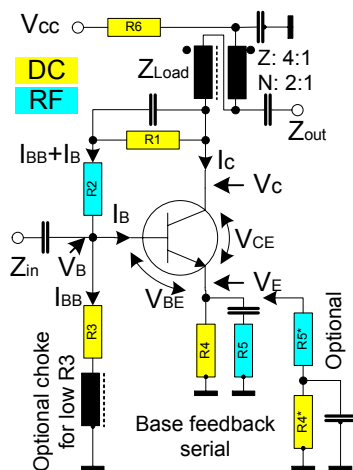 Vcc
R6
DC
RF
Z: 4:1
N: 2:1
ZLoad
Zout
R1
IBB+IB
IC
R2
VC
IB
VCE
Zin
VB
VBE
VE
IBB
R3
R4
R5
R5*
R4*
Optional
Optional choke
for low R3
Base feedback
serial